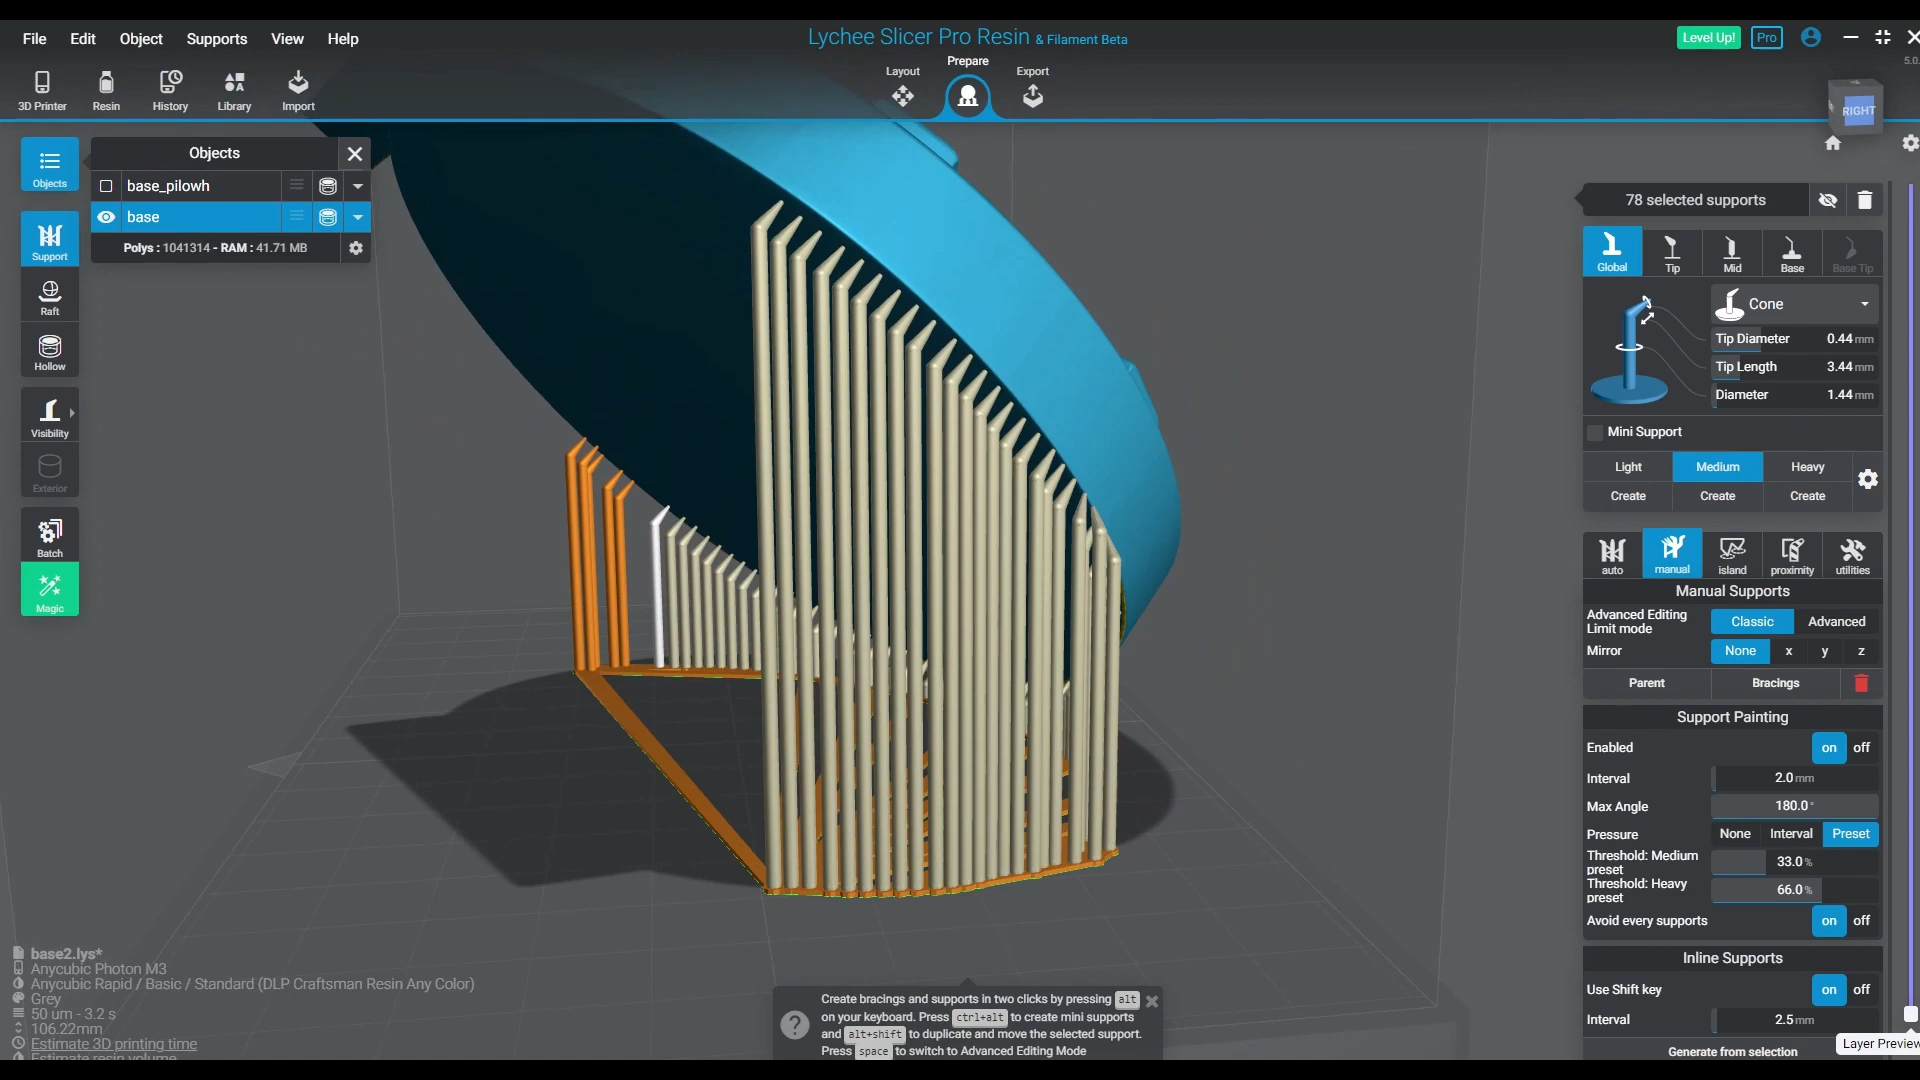 File Edit Object Supports View Help
Lychee Slicer Pro Resin & Filament Beta
Level Up! Pro
5.0.
3D Printer Resin History Library Import
Layout Prepare Export
RIGHT
Objects
Objects
base_pilowh
base
Polys : 1041314 - RAM : 41.71 MB
Support
Raft
Hollow
Visibility
Exterior
Batch
Magic
78 selected supports
Global Tip Mid Base Base Tip
Cone
Tip Diameter 0.44 mm
Tip Length 3.44 mm
Diameter 1.44 mm
Mini Support
Light Medium Heavy
Create Create Create
auto manual island proximity utilities
Manual Supports
Advanced Editing
Limit mode Classic Advanced
Mirror None x y z
Parent Bracings
Support Painting
Enabled on off
Interval 2.0 mm
Max Angle 180.0 °
Pressure None Interval Preset
Threshold: Medium
preset 33.0 %
Threshold: Heavy
preset 66.0 %
Avoid every supports on off
Inline Supports
Use Shift key on off
Interval 2.5 mm
Generate from selection
Layer Preview
base2.lys*
Anycubic Photon M3
Anycubic Rapid / Basic / Standard (DLP Craftsman Resin Any Color)
Grey
50 um - 3.2 s
106.22mm
Estimate 3D printing time
Estimate resin volume
Create bracings and supports in two clicks by pressing alt
on your keyboard. Press ctrl+alt to create mini supports
and alt+shift to duplicate and move the selected support.
Press space to switch to Advanced Editing Mode